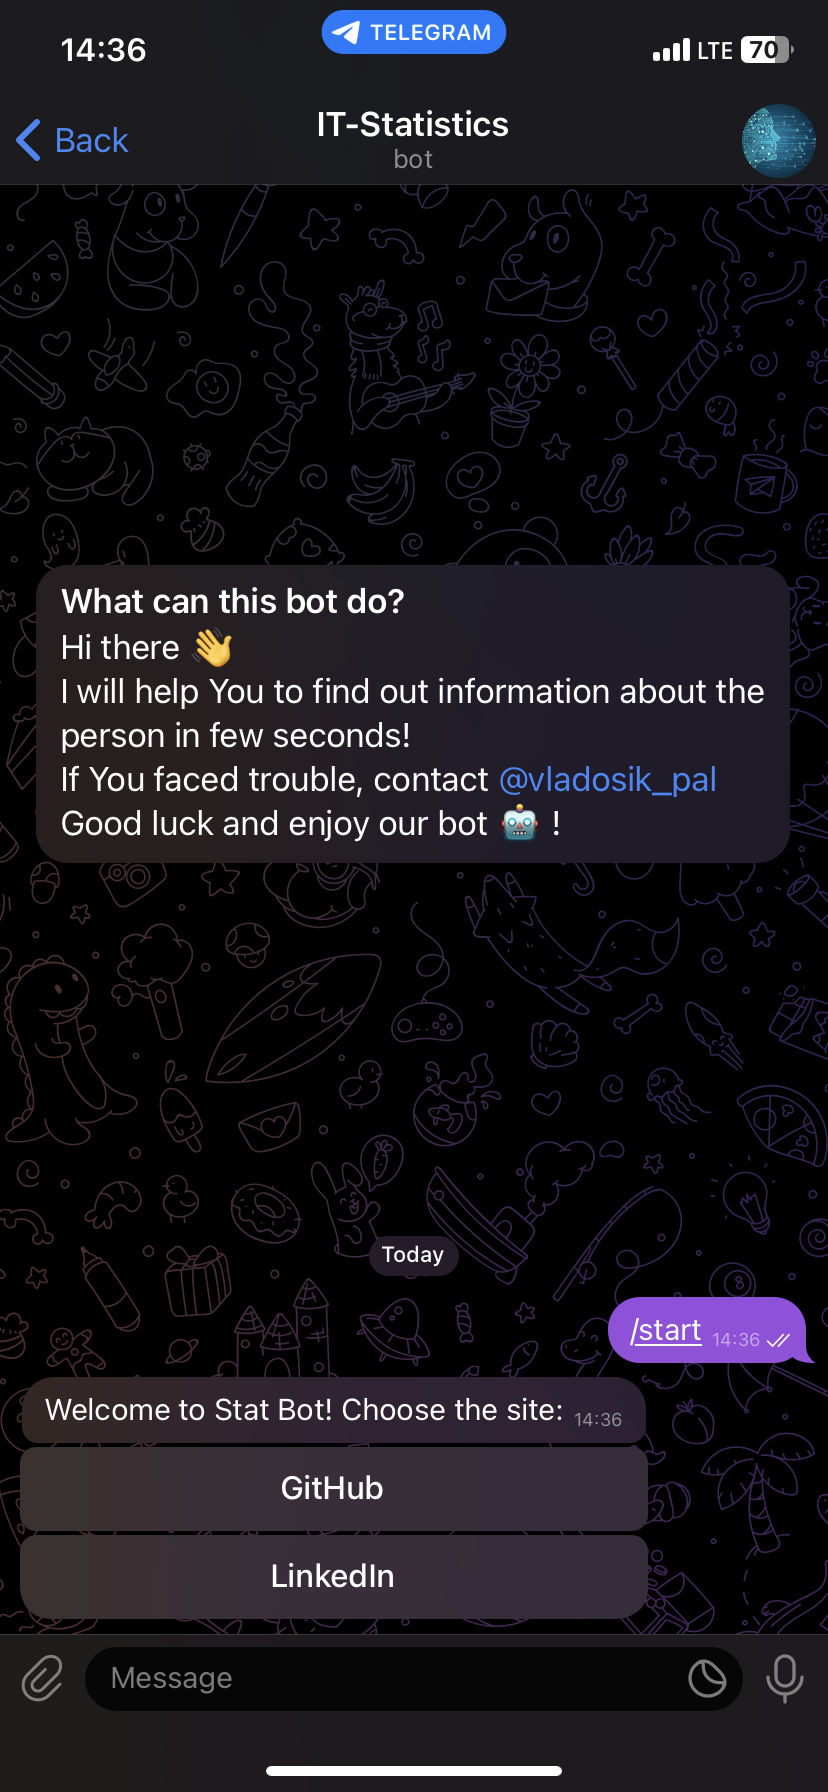 14:36
TELEGRAM
LTE 70
Back
IT-Statistics
bot
What can this bot do?
Hi there 👋
I will help You to find out information about the
person in few seconds!
If You faced trouble, contact @vladosik_pal
Good luck and enjoy our bot 🤖 !
Today
/start 14:36
Welcome to Stat Bot! Choose the site: 14:36
GitHub
LinkedIn
Message